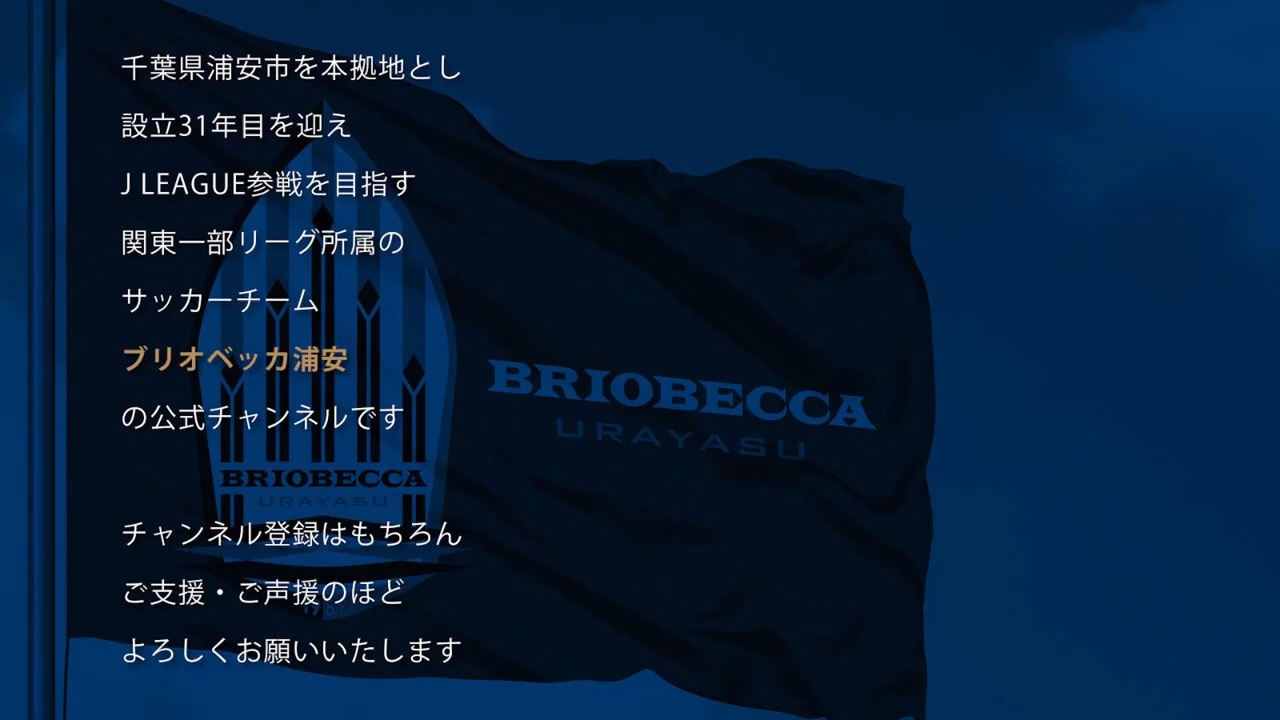 千葉県浦安市を本拠地とし
設立31年目を迎え
J LEAGUE参戦を目指す
関東一部リーグ所属の
サッカーチーム
ブリオベッカ浦安
の公式チャンネルです
チャンネル登録はもちろん
ご支援・ご声援のほど
よろしくお願いいたします
BRIOBECCA
URAYASU
BRIOBECCA
URAYASU